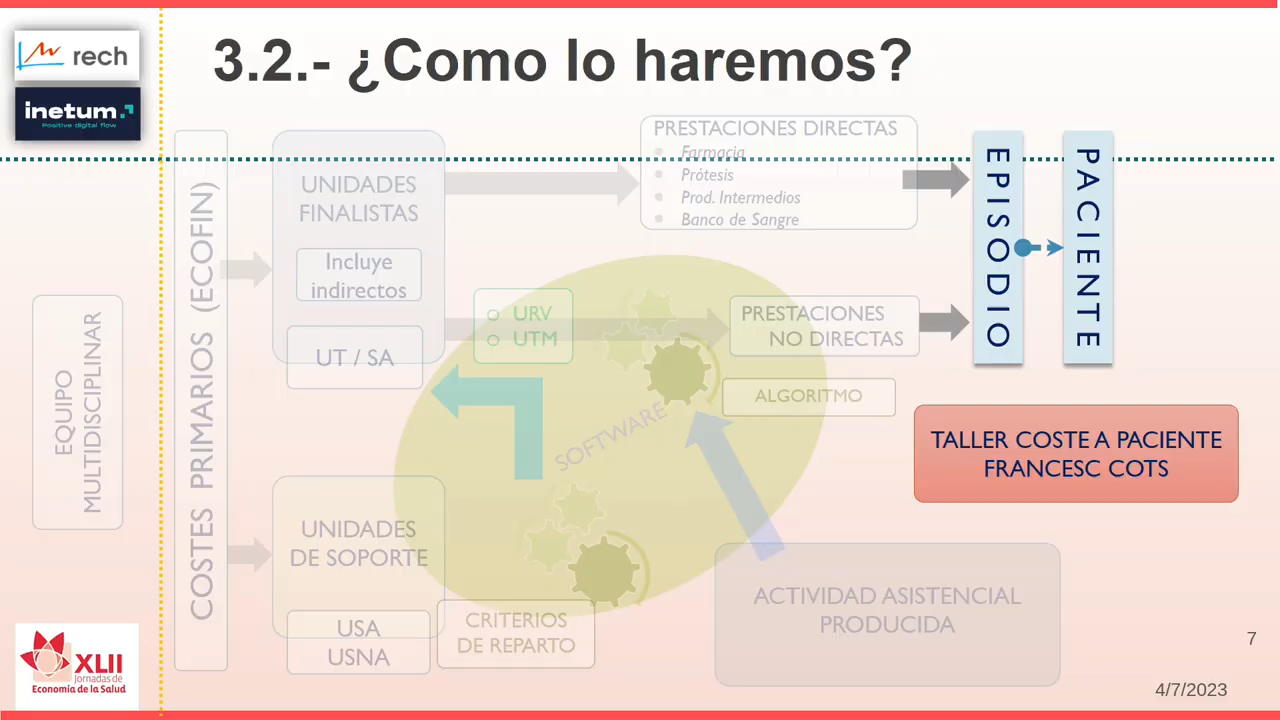 rech
inetum.
Positive digital flow
3.2.- ¿Como lo haremos?
EQUIPO
MULTIDISCIPLINAR
COSTES PRIMARIOS (ECOFIN)
UNIDADES
FINALISTAS
Incluye
indirectos
UT / SA
URV
UTM
PRESTACIONES DIRECTAS
Farmacia
Prótesis
Prod. Intermedios
Banco de Sangre
PRESTACIONES
NO DIRECTAS
ALGORITMO
SOFTWARE
EPISODIO
PACIENTE
TALLER COSTE A PACIENTE
FRANCESC COTS
UNIDADES
DE SOPORTE
USA
USNA
CRITERIOS
DE REPARTO
ACTIVIDAD ASISTENCIAL
PRODUCIDA
XLII
Jornadas de
Economía de la Salud
7
4/7/2023